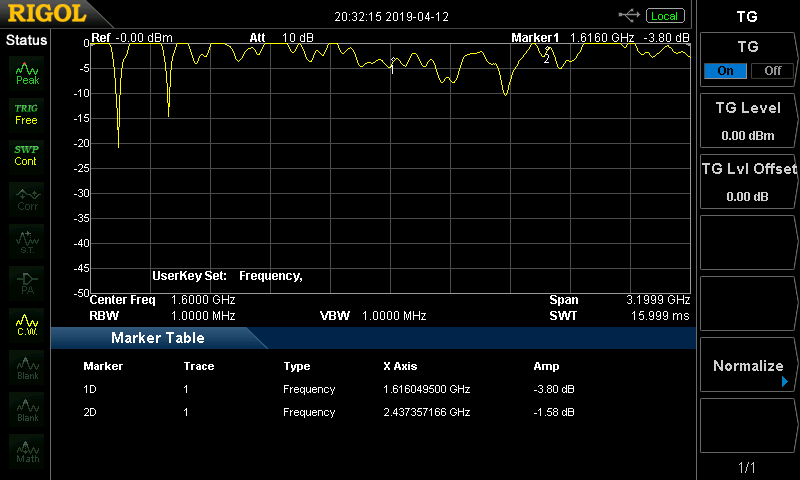 RIGOL
20:32:15 2019-04-12
Local
TG
Status
Ref -0.00 dBm Att 10 dB Marker1 1.6160 GHz -3.80 dB
Peak
TRIG
Free
SWP
Cont
Corr
S.T.
PA
C.W.
Blank
Blank
Math
0
-5
-10
-15
-20
-25
-30
-35
-40
-45
-50
1
2
UserKey Set: Frequency,
Center Freq 1.6000 GHz Span 3.1999 GHz
RBW 1.0000 MHz VBW 1.0000 MHz SWT 15.999 ms
Marker Table
Marker Trace Type X Axis Amp
1D 1 Frequency 1.616049500 GHz -3.80 dB
2D 1 Frequency 2.437357166 GHz -1.58 dB
TG
On Off
TG Level
0.00 dBm
TG Lvl Offset
0.00 dB
Normalize
1/1